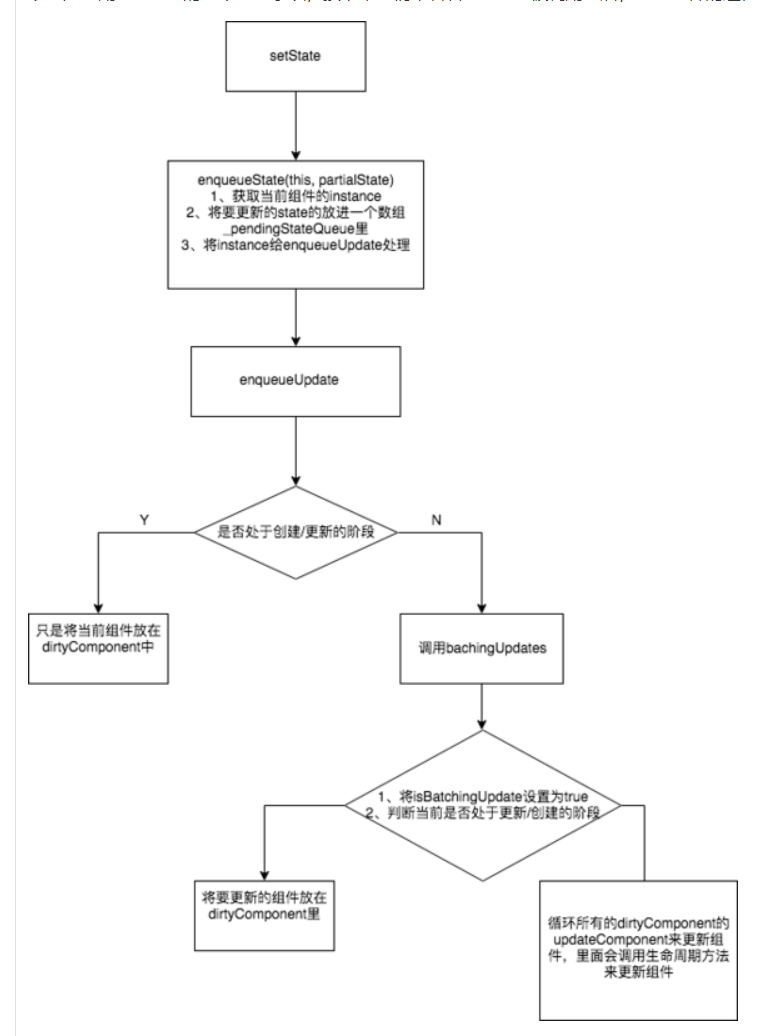 setState
enqueueState(this, partialState)
1、获取当前组件的instance
2、将要更新的state的放进一个数组
_pendingStateQueue里
3、将instance给enqueueUpdate处理
enqueueUpdate
是否处于创建/更新的阶段
Y
N
只是将当前组件放在
dirtyComponent中
调用bachingUpdates
1、将isBatchingUpdate设置为true
2、判断当前是否处于更新/创建的阶段
将要更新的组件放在
dirtyComponent里
循环所有的dirtyComponent的
updateComponent来更新组
件，里面会调用生命周期方法
来更新组件